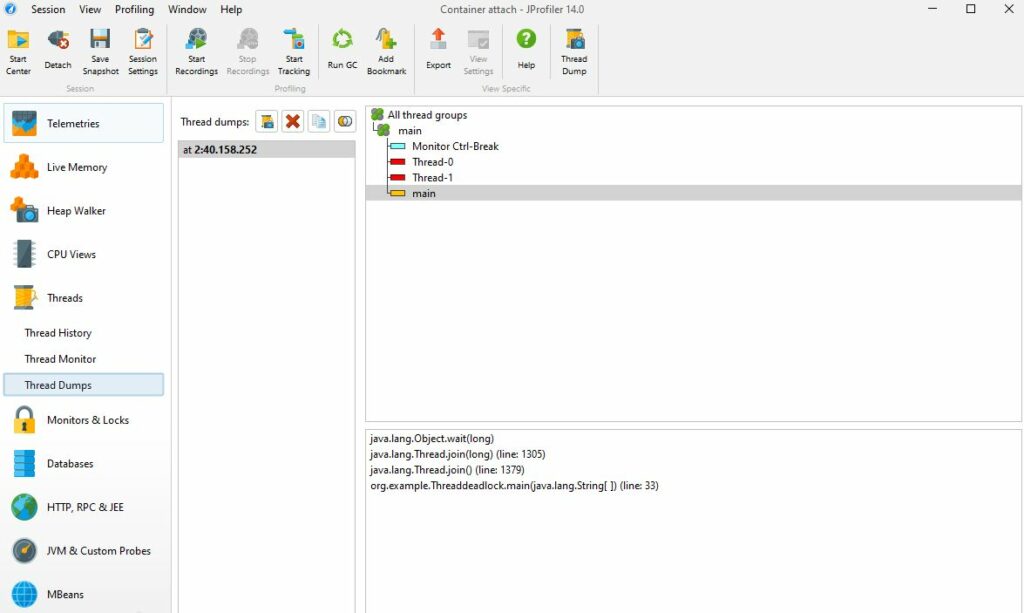 Session View Profiling Window Help Container attach - JProfiler 14.0
Start Center
Detach
Save Snapshot
Session Settings
Start Recordings
Stop Recordings
Start Tracking
Run GC
Add Bookmark
Export
View Settings
Help
Thread Dump
Session Profiling View Specific
Telemetries
Live Memory
Heap Walker
CPU Views
Threads
Thread History
Thread Monitor
Thread Dumps
Monitors & Locks
Databases
HTTP, RPC & JEE
JVM & Custom Probes
MBeans
Thread dumps:
at 2:40.158.252
All thread groups
main
Monitor Ctrl-Break
Thread-0
Thread-1
main
java.lang.Object.wait(long)
java.lang.Thread.join(long) (line: 1305)
java.lang.Thread.join() (line: 1379)
org.example.Threaddeadlock.main(java.lang.String[ ]) (line: 33)